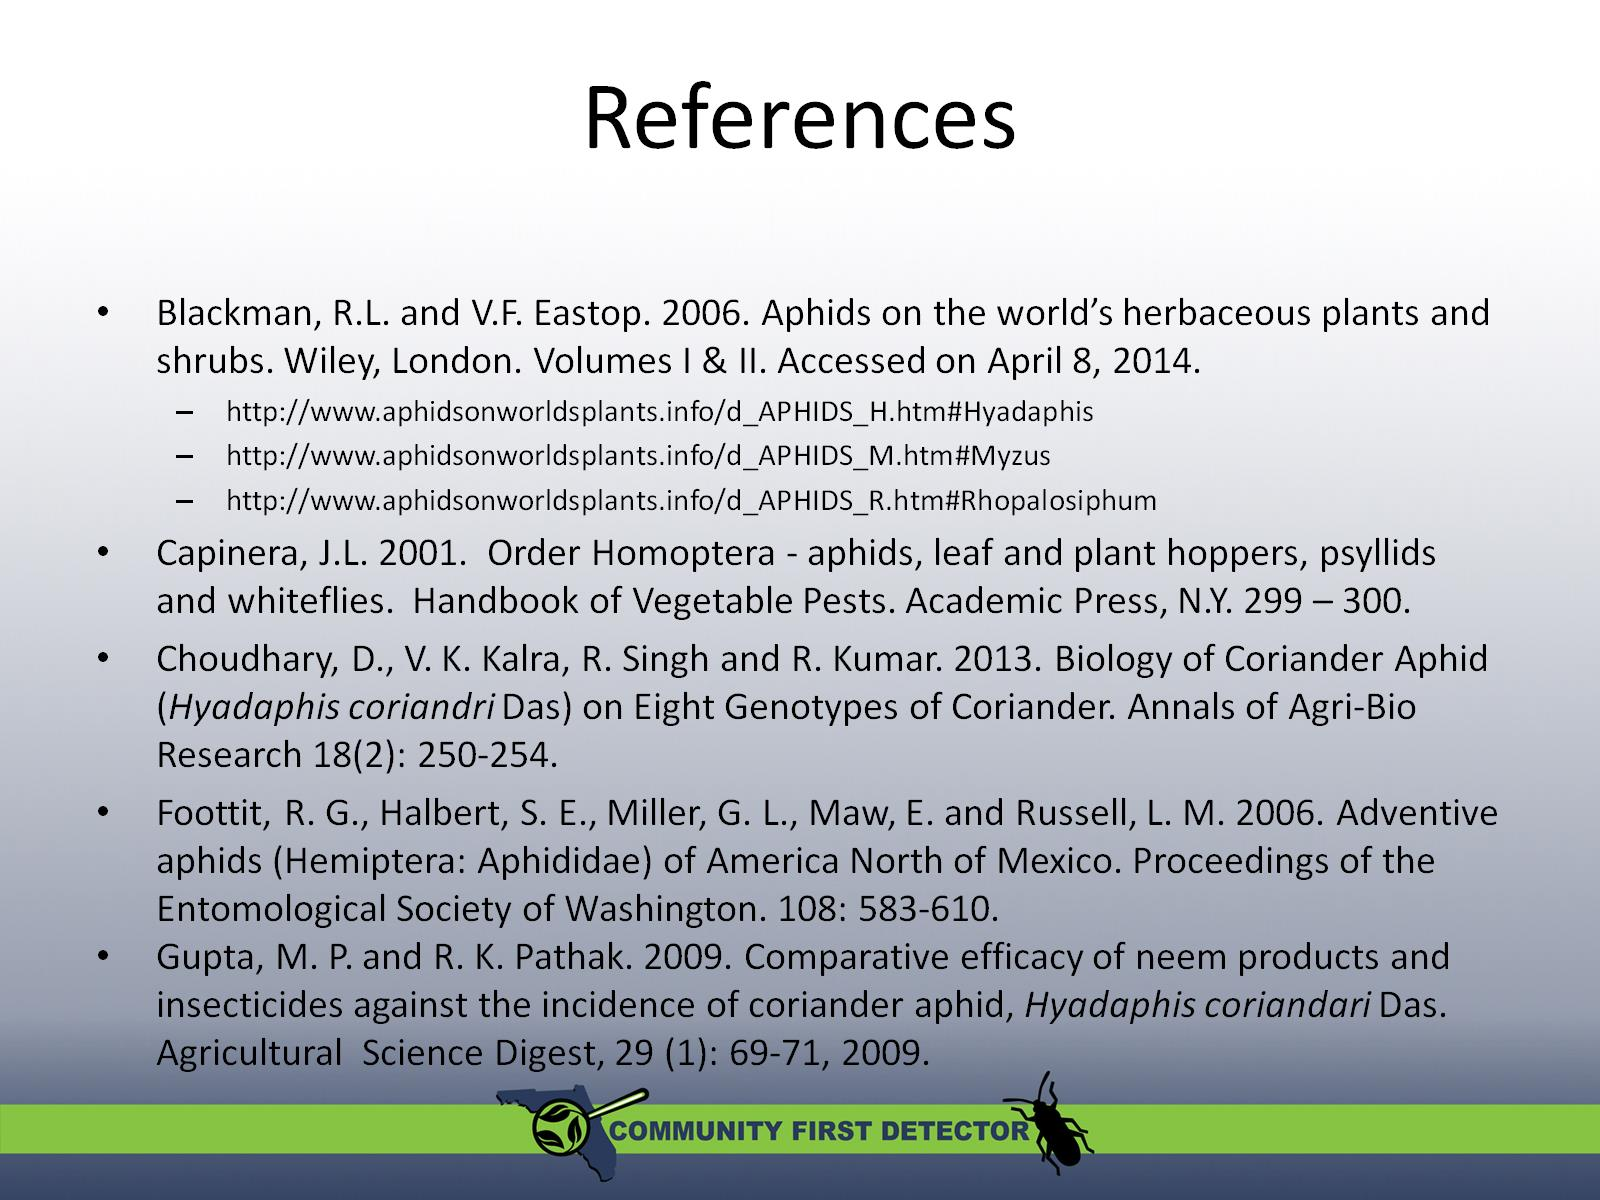 References
• Blackman, R.L. and V.F. Eastop. 2006. Aphids on the world’s herbaceous plants and
shrubs. Wiley, London. Volumes I & II. Accessed on April 8, 2014.
– http://www.aphidsonworldsplants.info/d_APHIDS_H.htm#Hyadaphis
– http://www.aphidsonworldsplants.info/d_APHIDS_M.htm#Myzus
– http://www.aphidsonworldsplants.info/d_APHIDS_R.htm#Rhopalosiphum
• Capinera, J.L. 2001.  Order Homoptera - aphids, leaf and plant hoppers, psyllids
and whiteflies.  Handbook of Vegetable Pests. Academic Press, N.Y. 299 – 300.
• Choudhary, D., V. K. Kalra, R. Singh and R. Kumar. 2013. Biology of Coriander Aphid
(Hyadaphis coriandri Das) on Eight Genotypes of Coriander. Annals of Agri-Bio
Research 18(2): 250-254.
• Foottit, R. G., Halbert, S. E., Miller, G. L., Maw, E. and Russell, L. M. 2006. Adventive
aphids (Hemiptera: Aphididae) of America North of Mexico. Proceedings of the
Entomological Society of Washington. 108: 583-610.
• Gupta, M. P. and R. K. Pathak. 2009. Comparative efficacy of neem products and
insecticides against the incidence of coriander aphid, Hyadaphis coriandari Das.
Agricultural  Science Digest, 29 (1): 69-71, 2009.
COMMUNITY FIRST DETECTOR